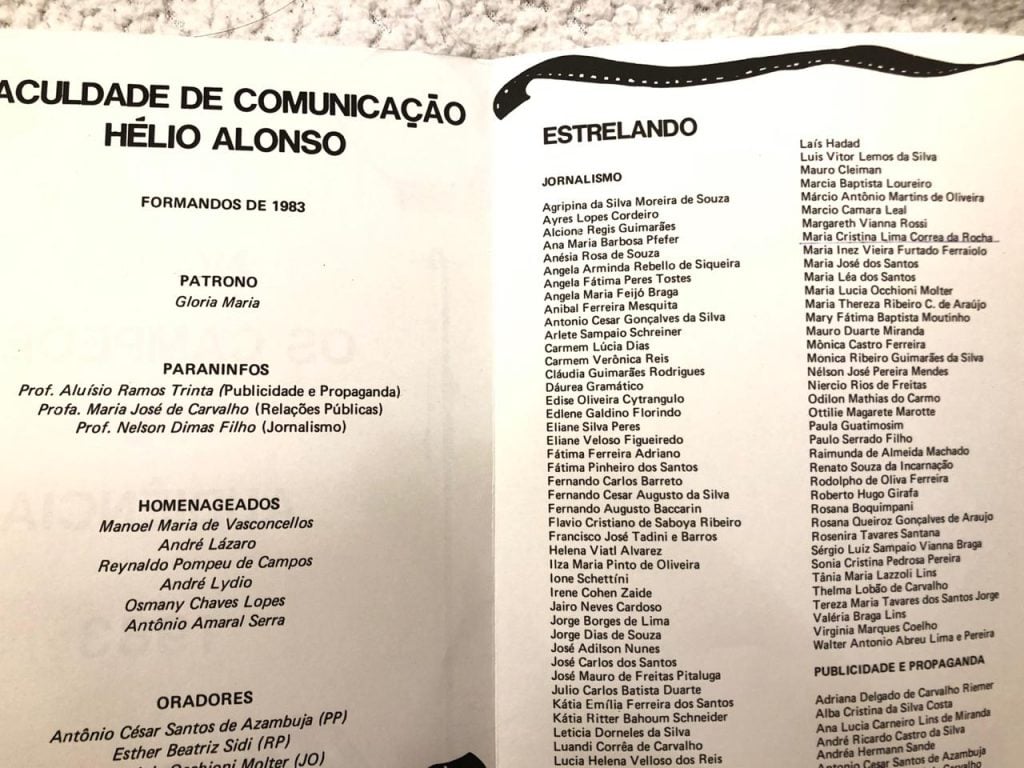 ACULDADE DE COMUNICAÇÃO
HÉLIO ALONSO
FORMANDOS DE 1983
PATRONO
Gloria Maria
PARANINFOS
Prof. Aluísio Ramos Trinta (Publicidade e Propaganda)
Profa. Maria José de Carvalho (Relações Públicas)
Prof. Nelson Dimas Filho (Jornalismo)
HOMENAGEADOS
Manoel Maria de Vasconcellos
André Lázaro
Reynaldo Pompeu de Campos
André Lydio
Osmany Chaves Lopes
Antônio Amaral Serra
ORADORES
Antônio César Santos de Azambuja (PP)
Esther Beatriz Sidi (RP)
Occhioni Molter (JO)
ESTRELANDO
JORNALISMO
Agripina da Silva Moreira de Souza
Ayres Lopes Cordeiro
Alcione Regis Guimarães
Ana Maria Barbosa Pfefer
Anésia Rosa de Souza
Angela Arminda Rebello de Siqueira
Angela Fátima Peres Tostes
Angela Maria Feijó Braga
Anibal Ferreira Mesquita
Antonio Cesar Gonçalves da Silva
Arlete Sampaio Schreiner
Carmem Lúcia Dias
Carmem Verônica Reis
Cláudia Guimarães Rodrigues
Dáurea Gramático
Edise Oliveira Cytrangulo
Edlene Galdino Florindo
Eliane Silva Peres
Eliane Veloso Figueiredo
Fátima Ferreira Adriano
Fátima Pinheiro dos Santos
Fernando Carlos Barreto
Fernando Cesar Augusto da Silva
Fernando Augusto Baccarin
Flavio Cristiano de Saboya Ribeiro
Francisco José Tadini e Barros
Helena Viatl Alvarez
Ilza Maria Pinto de Oliveira
Ione Schettíni
Irene Cohen Zaide
Jairo Neves Cardoso
Jorge Borges de Lima
Jorge Dias de Souza
José Adilson Nunes
José Carlos dos Santos
José Mauro de Freitas Pitaluga
Julio Carlos Batista Duarte
Kátia Emília Ferreira dos Santos
Kátia Ritter Bahoum Schneider
Leticia Dorneles da Silva
Luandi Corrêa de Carvalho
Lucia Helena Velloso dos Reis
Laís Hadad
Luis Vitor Lemos da Silva
Mauro Cleiman
Marcia Baptista Loureiro
Márcio Antônio Martins de Oliveira
Marcio Camara Leal
Margareth Vianna Rossi
Maria Cristina Lima Correa da Rocha
Maria Inez Vieira Furtado Ferraiolo
Maria José dos Santos
Maria Léa dos Santos
Maria Lucia Occhioni Molter
Maria Thereza Ribeiro C. de Araújo
Mary Fátima Baptista Moutinho
Mauro Duarte Miranda
Mônica Castro Ferreira
Monica Ribeiro Guimarães da Silva
Nélson José Pereira Mendes
Niercio Rios de Freitas
Odilon Mathias do Carmo
Ottilie Magarete Marotte
Paula Guatimosim
Paulo Serrado Filho
Raimunda de Almeida Machado
Renato Souza da Incarnação
Rodolpho de Oliva Ferreira
Roberto Hugo Girafa
Rosana Boquimpani
Rosana Queiroz Gonçalves de Araujo
Rosenira Tavares Santana
Sérgio Luiz Sampaio Vianna Braga
Sonia Cristina Pedrosa Pereira
Tânia Maria Lazzoli Lins
Thelma Lobão de Carvalho
Tereza Maria Tavares dos Santos Jorge
Valéria Braga Lins
Virginia Marques Coelho
Walter Antonio Abreu Lima e Pereira
PUBLICIDADE E PROPAGANDA
Adriana Delgado de Carvalho Riemer
Alba Cristina da Silva Costa
Ana Lucia Carneiro Lins de Miranda
André Ricardo Castro da Silva
Andréa Hermann Sande
Antonio Cesar Santos de Azambuja